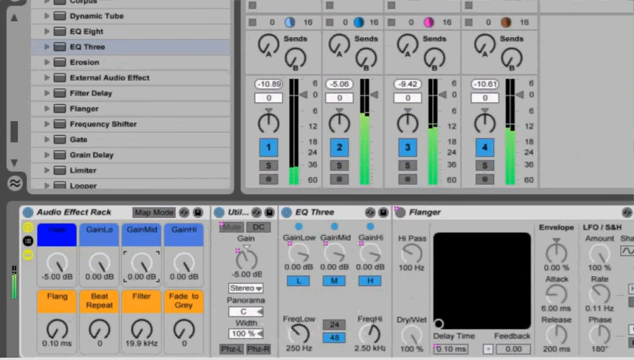 Corpus
Dynamic Tube
EQ Eight
EQ Three
Erosion
External Audio Effect
Filter Delay
Flanger
Frequency Shifter
Gate
Grain Delay
Limiter
Looper
0 16 0 16 0 16 0 16
Sends Sends Sends Sends
A B A B A B A B
-10.89 6 -5.06 6 -9.42 6 -10.61 6
0 0 0 0 0 0 0 0
6 6 6 6
12 12 12 12
1 18 2 18 3 18 4 18
24 24 24 24
S 36 S 36 S 36 S 36
60 60 60 60
Audio Effect Rack Map Mode Util... EQ Three Flanger
GainLo GainMid GainHi
-5.00 dB 0.00 dB 0.00 dB 0.00 dB
Flang Beat Repeat Filter Fade to Grey
0.10 ms 0 19.9 kHz 0
Mute DC
Gain
-5.00 dB
Stereo
Panorama
C
Width
100 %
Phz-L Phz-R
GainLow GainMid GainHi
0.00 dB 0.00 dB 0.00 dB
L M H
FreqLow 24 FreqHi
250 Hz 48 2.50 kHz
Hi Pass
100 Hz
Dry/Wet
100 %
Delay Time Feedback
0.10 ms 0.00
Envelope LFO / S&H
Amount Sha
0.00 % 100 %
Attack Rate
6.00 ms 0.11 Hz
Release Phase
200 ms 180°